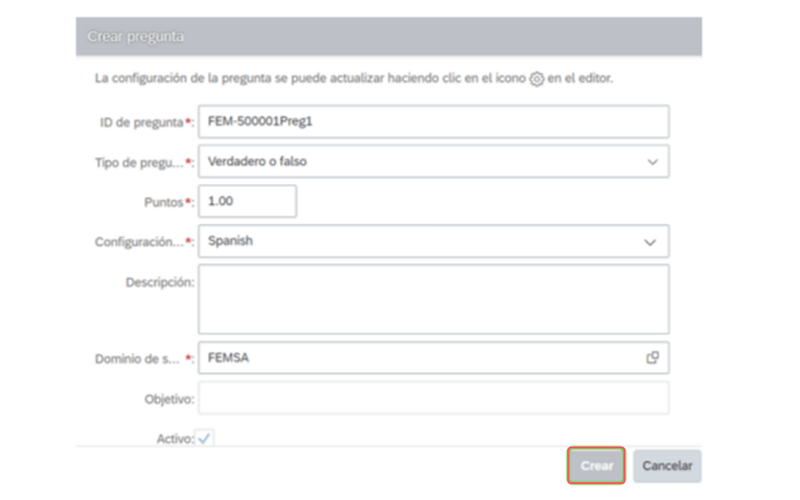 Crear pregunta
La configuración de la pregunta se puede actualizar haciendo clic en el icono en el editor.
ID de pregunta*: FEM-500001Preg1
Tipo de pregu...*: Verdadero o falso
Puntos*: 1.00
Configuración...*: Spanish
Descripción:
Dominio de s... *: FEMSA
Objetivo:
Activo:
Crear Cancelar